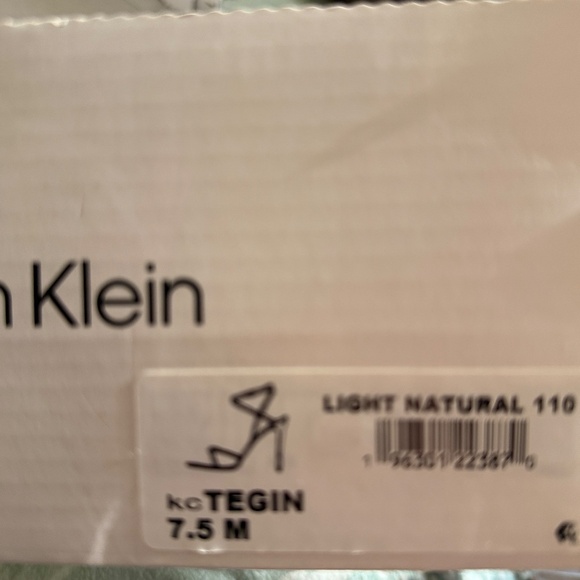 n Klein
LIGHT NATURAL 110
kcTEGIN
7.5 M